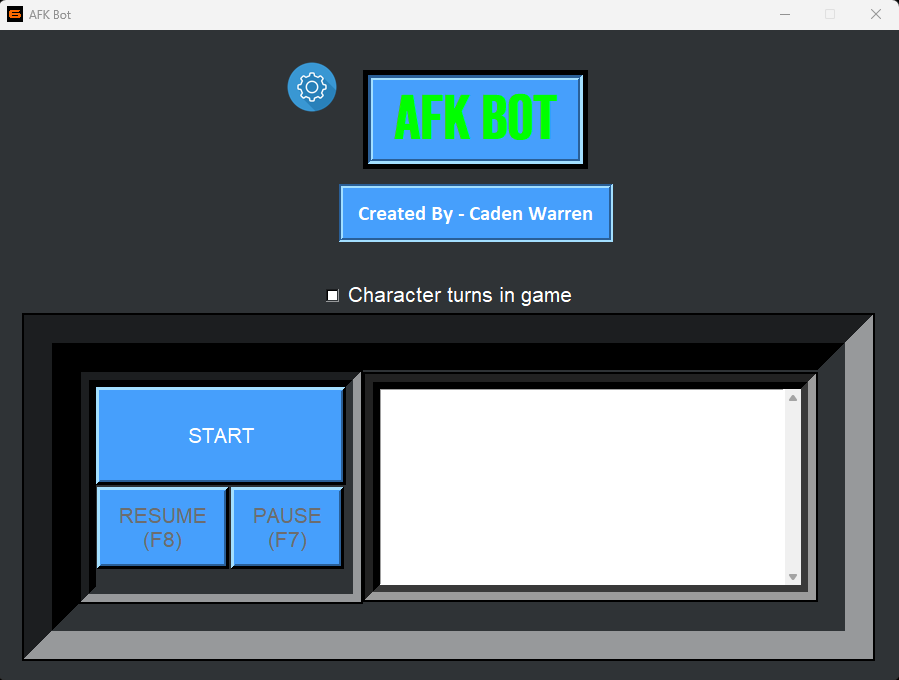 AFK Bot
AFK BOT
Created By - Caden Warren
Character turns in game
START
RESUME
(F8)
PAUSE
(F7)